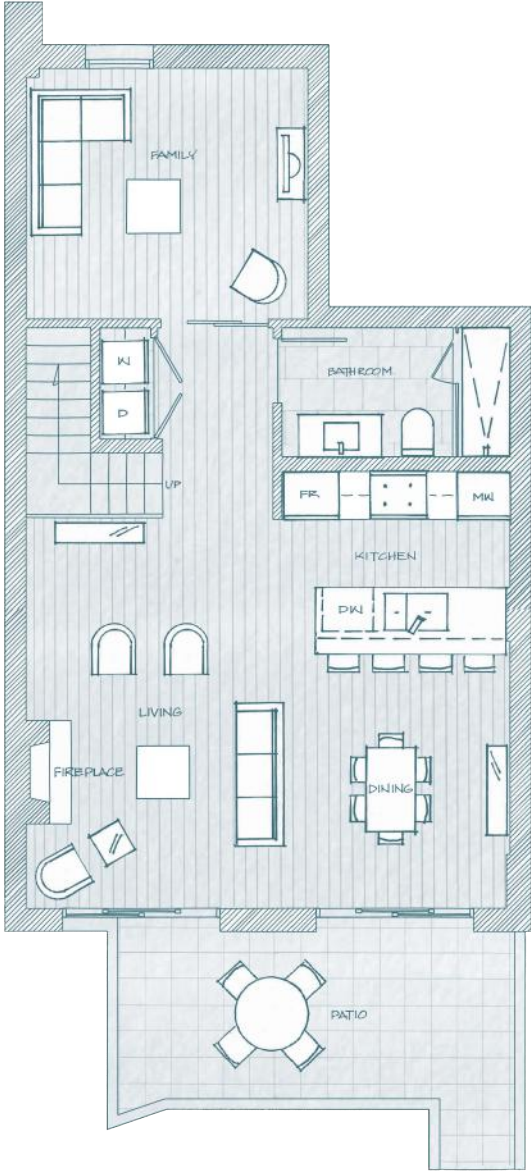 FAMILY
W
BATHROOM
D
UP
FR
MW
KITCHEN
DW
LIVING
FIREPLACE
DINING
PATIO